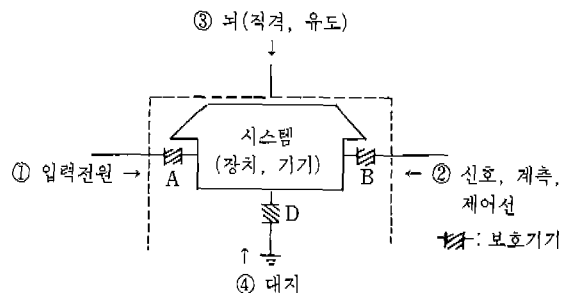 ③ 뇌(직격, 유도)
↓
시스템
(장치, 기기)
① 입력전원 →
A
B
← ② 신호, 계측,
제어선
D
: 보호기기
↑
④ 대지